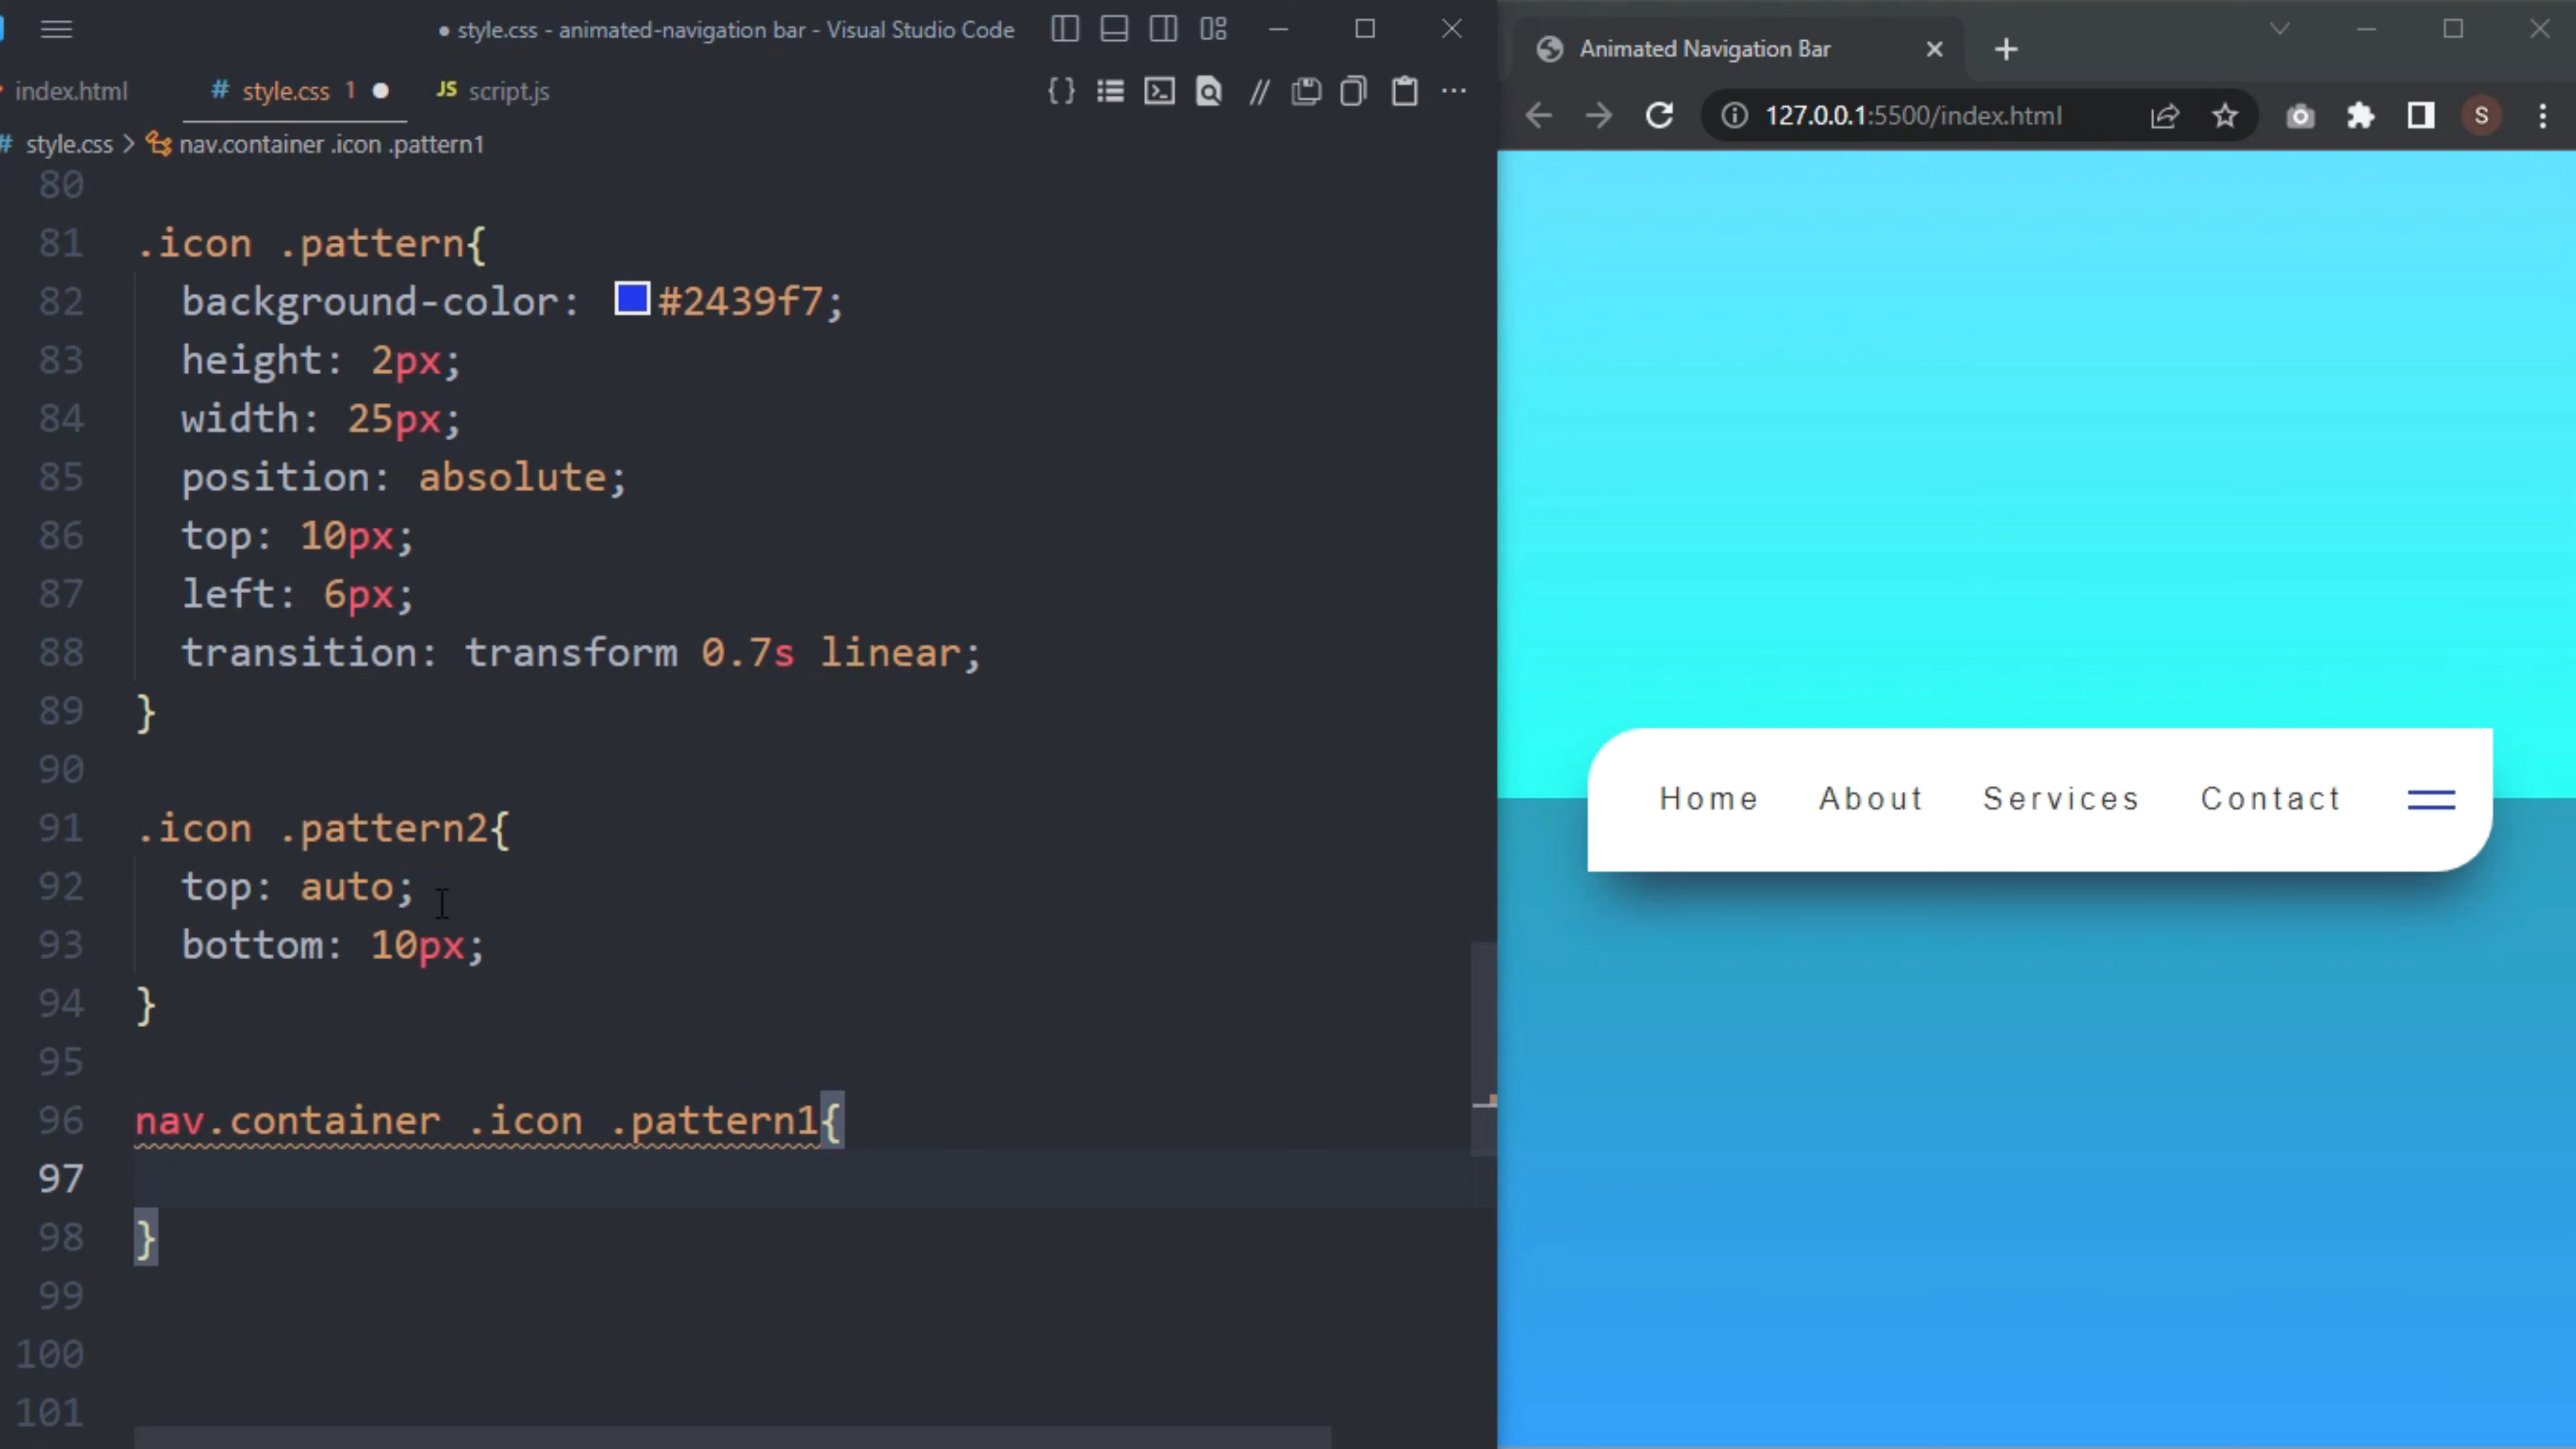 style.css - animated-navigation bar - Visual Studio Code
index.html
# style.css 1
JS script.js
# style.css > nav.container .icon .pattern1
80
81 .icon .pattern{
82 background-color: #2439f7;
83 height: 2px;
84 width: 25px;
85 position: absolute;
86 top: 10px;
87 left: 6px;
88 transition: transform 0.7s linear;
89 }
90
91 .icon .pattern2{
92 top: auto;
93 bottom: 10px;
94 }
95
96 nav.container .icon .pattern1{
97
98 }
99
100
101
Animated Navigation Bar
127.0.0.1:5500/index.html
S
Home About Services Contact